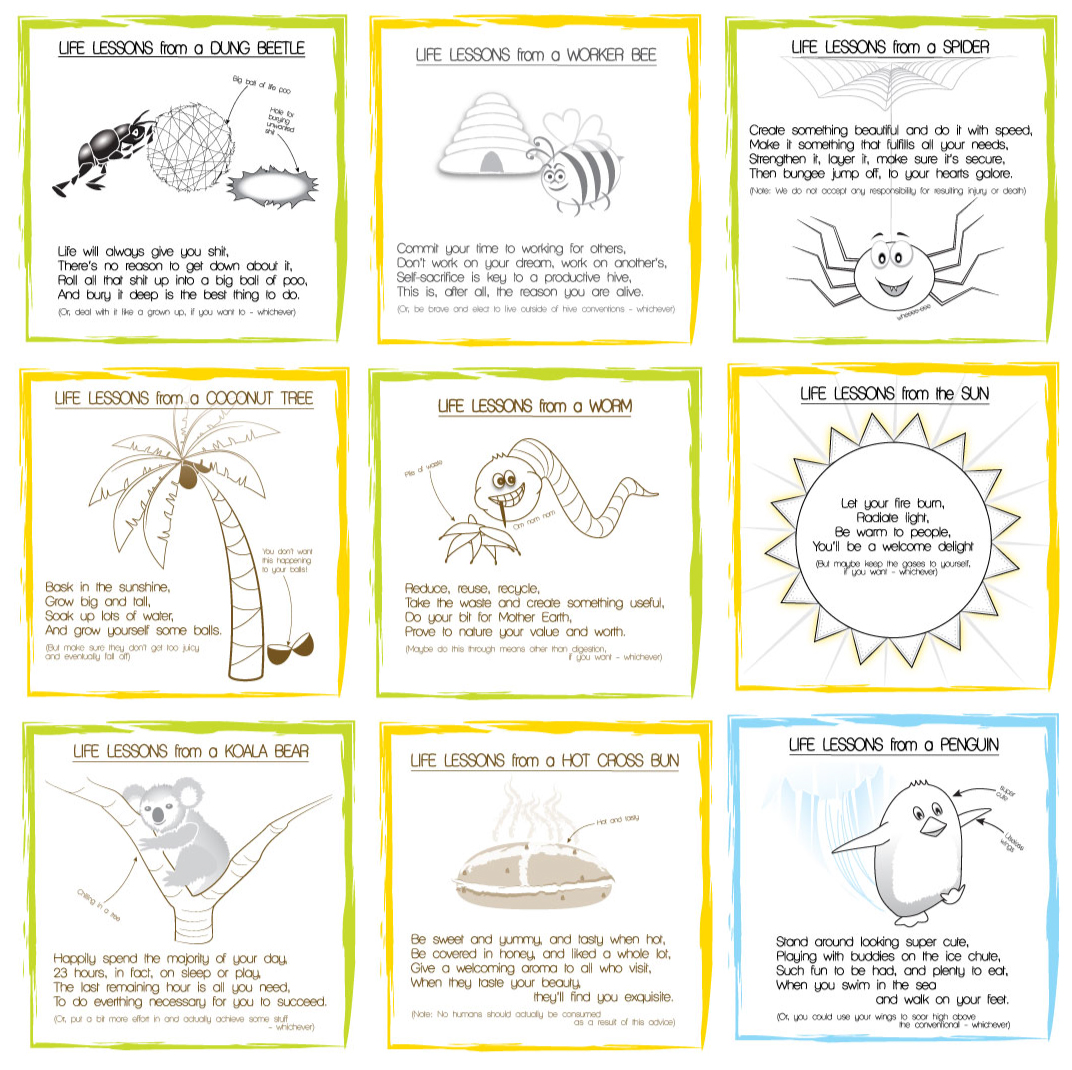 LIFE LESSONS from a DUNG BEETLE
Big ball of life poo
Hole for
burying
unwanted
shit
Life will always give you shit,
There's no reason to get down about it,
Roll all that shit up into a big ball of poo,
And bury it deep is the best thing to do.
(Or, deal with it like a grown up, if you want to - whichever)
LIFE LESSONS from a WORKER BEE
Commit your time to working for others,
Don't work on your dream, work on another's,
Self-sacrifice is key to a productive hive,
This is, after all, the reason you are alive.
(Or, be brave and elect to live outside of hive conventions - whichever)
LIFE LESSONS from a SPIDER
Create something beautiful and do it with speed,
Make it something that fulfills all your needs,
Strengthen it, layer it, make sure it's secure,
Then bungee jump off, to your hearts galore.
(Note: We do not accept any responsibility for resulting injury or death)
wheeee-eee
LIFE LESSONS from a COCONUT TREE
You don't want
this happening
to your balls!
Bask in the sunshine,
Grow big and tall,
Soak up lots of water,
And grow yourself some balls.
(But make sure they don't get too juicy
and eventually fall off)
LIFE LESSONS from a WORM
Pile of waste
Om nom nom
Reduce, reuse, recycle,
Take the waste and create something useful,
Do your bit for Mother Earth,
Prove to nature your value and worth.
(Maybe do this through means other than digestion,
if you want - whichever)
LIFE LESSONS from the SUN
Let your fire burn,
Radiate light,
Be warm to people,
You'll be a welcome delight
(But maybe keep the gases to yourself,
if you want - whichever)
LIFE LESSONS from a KOALA BEAR
Chilling in a tree
Happily spend the majority of your day,
23 hours, in fact, on sleep or play,
The last remaining hour is all you need,
To do everthing necessary for you to succeed.
(Or, put a bit more effort in and actually achieve some stuff
- whichever)
LIFE LESSONS from a HOT CROSS BUN
Hot and tasty
Be sweet and yummy, and tasty when hot,
Be covered in honey, and liked a whole lot,
Give a welcoming aroma to all who visit,
When they taste your beauty,
they'll find you exquisite.
(Note: No humans should actually be consumed
as a result of this advice)
LIFE LESSONS from a PENGUIN
super
cute
Useless
wings
Stand around looking super cute,
Playing with buddies on the ice chute,
Such fun to be had, and plenty to eat,
When you swim in the sea
and walk on your feet.
(Or, you could use your wings to soar high above
the conventional - whichever)